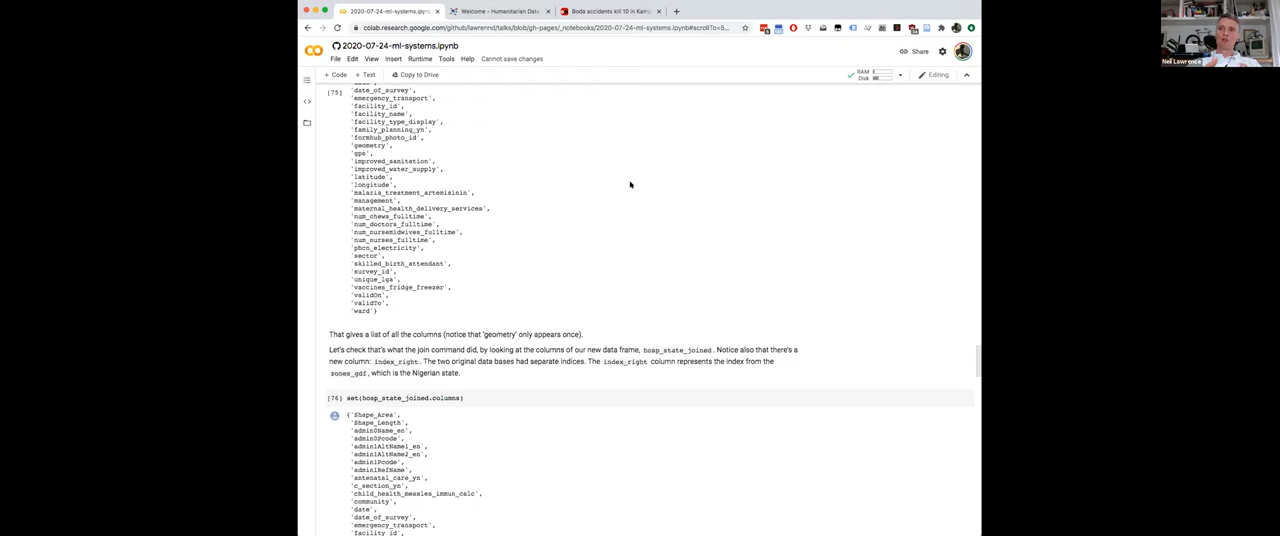 2020-07-24-ml-systems.ipynb
Welcome - Humanitarian Data
Boda accidents kill 10 in Kam
colab.research.google.com/github/lawrennd/talks/blob/gh-pages/_notebooks/2020-07-24-ml-systems.ipynb#scrollTo=5...
2020-07-24-ml-systems.ipynb
Share
File Edit View Insert Runtime Tools Help Cannot save changes
+ Code + Text Copy to Drive
RAM
Disk
Editing
[75]
'date_of_survey',
'emergency_transport',
'facility_id',
'facility_name',
'facility_type_display',
'family_planning_yn',
'formhub_photo_id',
'geometry',
'gps',
'improved_sanitation',
'improved_water_supply',
'latitude',
'longitude',
'malaria_treatment_artemisinin',
'management',
'maternal_health_delivery_services',
'num_chews_fulltime',
'num_doctors_fulltime',
'num_nursemidwives_fulltime',
'num_nurses_fulltime',
'phcn_electricity',
'sector',
'skilled_birth_attendant',
'survey_id',
'unique_lga',
'vaccines_fridge_freezer',
'validOn',
'validTo',
'ward'}
That gives a list of all the columns (notice that 'geometry' only appears once).
Let's check that's what the join command did, by looking at the columns of our new data frame, hosp_state_joined. Notice also that there's a
new column: index_right. The two original data bases had separate indices. The index_right column represents the index from the
zones_gdf, which is the Nigerian state.
[76] set(hosp_state_joined.columns)
{'Shape_Area',
'Shape_Length',
'admin0Name_en',
'admin0Pcode',
'admin1AltName1_en',
'admin1AltName2_en',
'admin1Pcode',
'admin1RefName',
'antenatal_care_yn',
'c_section_yn',
'child_health_measles_immun_calc',
'community',
'date',
'date_of_survey',
'emergency_transport',
'facility_id',
Neil Lawrence